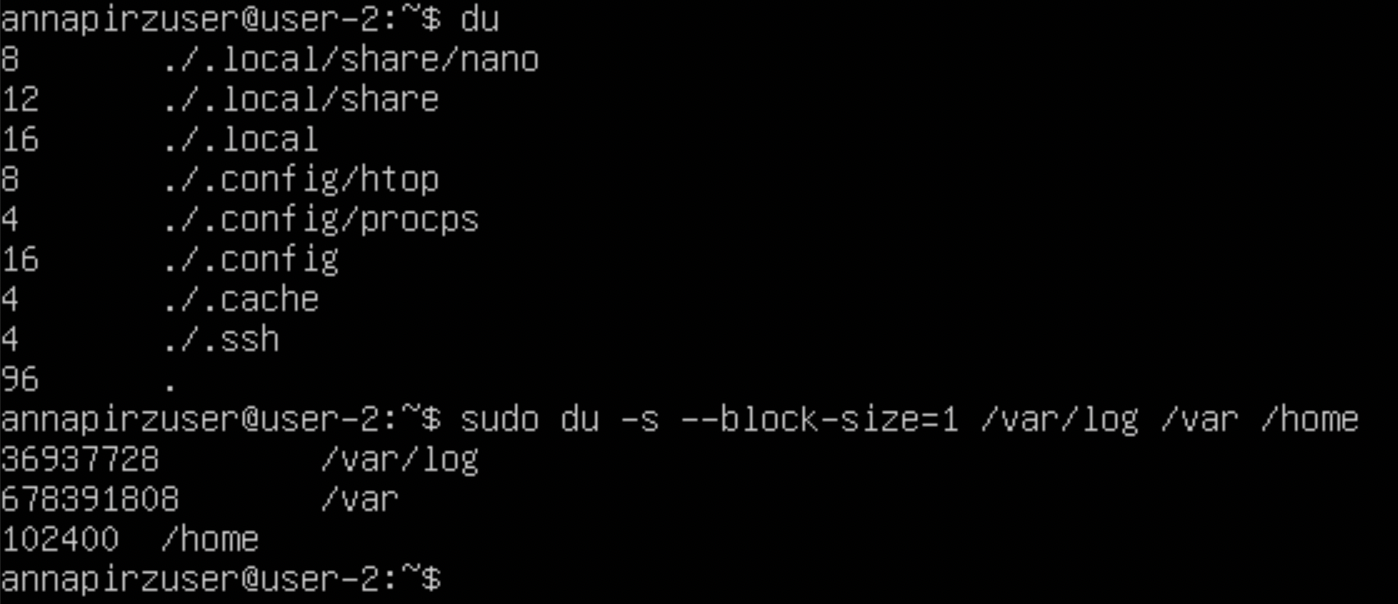 annapirzuser@user-2:~$ du
8       ./.local/share/nano
12      ./.local/share
16      ./.local
8       ./.config/htop
4       ./.config/procps
16      ./.config
4       ./.cache
4       ./.ssh
96      .
annapirzuser@user-2:~$ sudo du -s --block-size=1 /var/log /var /home
36937728        /var/log
678391808       /var
102400  /home
annapirzuser@user-2:~$